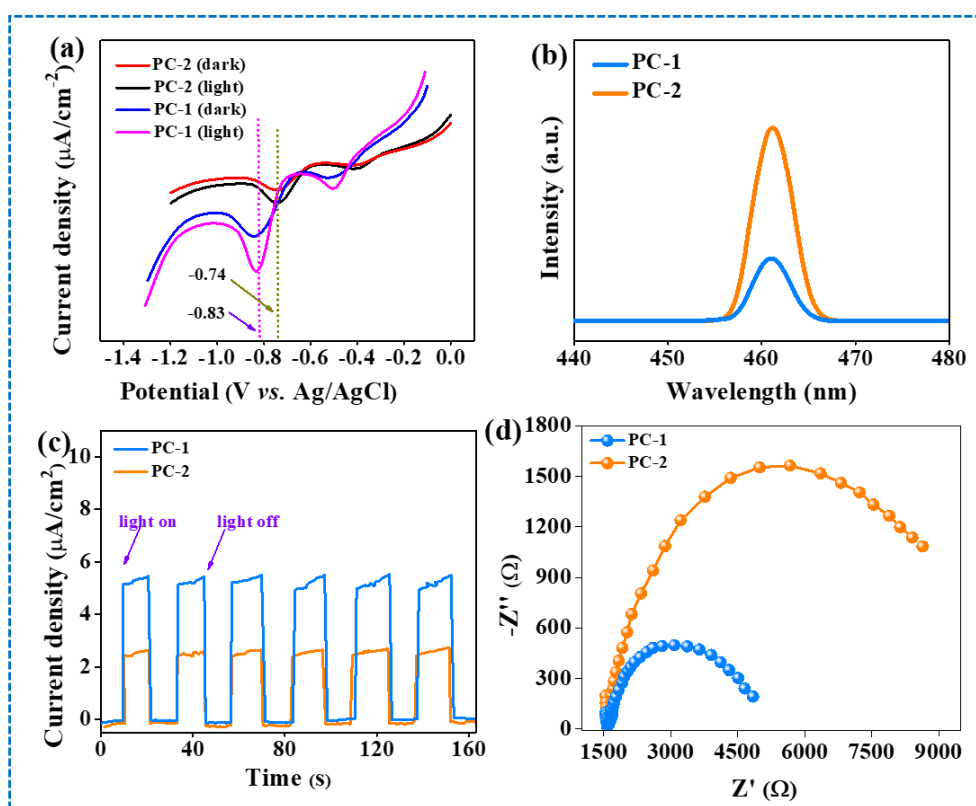 (a)
PC-2 (dark)
PC-2 (light)
PC-1 (dark)
PC-1 (light)
-0.74
-0.83
Current density (μA/cm⁻²)
-1.4 -1.2 -1.0 -0.8 -0.6 -0.4 -0.2 0.0
Potential (V vs. Ag/AgCl)
(b)
PC-1
PC-2
Intensity (a.u.)
440 450 460 470 480
Wavelength (nm)
(c)
PC-1
PC-2
light on
light off
Current density (μA/cm²)
10
8
6
4
2
0
0 40 80 120 160
Time (s)
(d)
PC-1
PC-2
-Z'' (Ω)
1800
1500
1200
900
600
300
0
1500 3000 4500 6000 7500 9000
Z' (Ω)